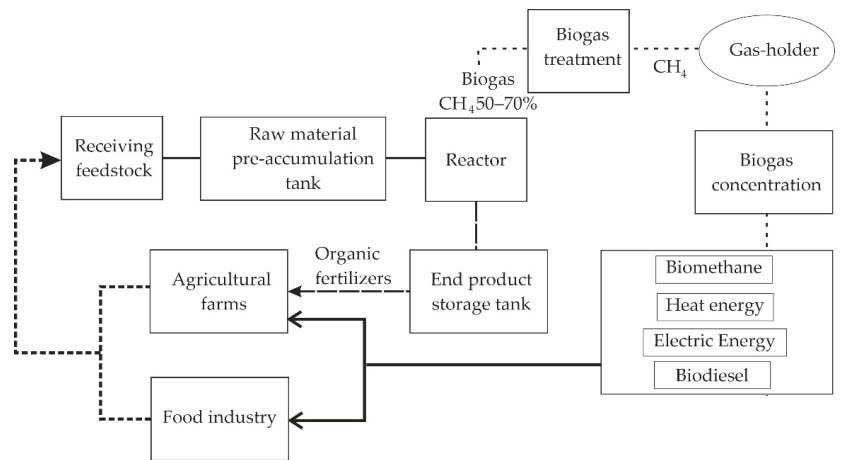 Biogas
treatment
Gas-holder
CH₄
Biogas
CH₄50–70%
Receiving
feedstock
Raw material
pre-accumulation
tank
Reactor
Biogas
concentration
Agricultural
farms
Organic
fertilizers
End product
storage tank
Biomethane
Heat energy
Electric Energy
Biodiesel
Food industry